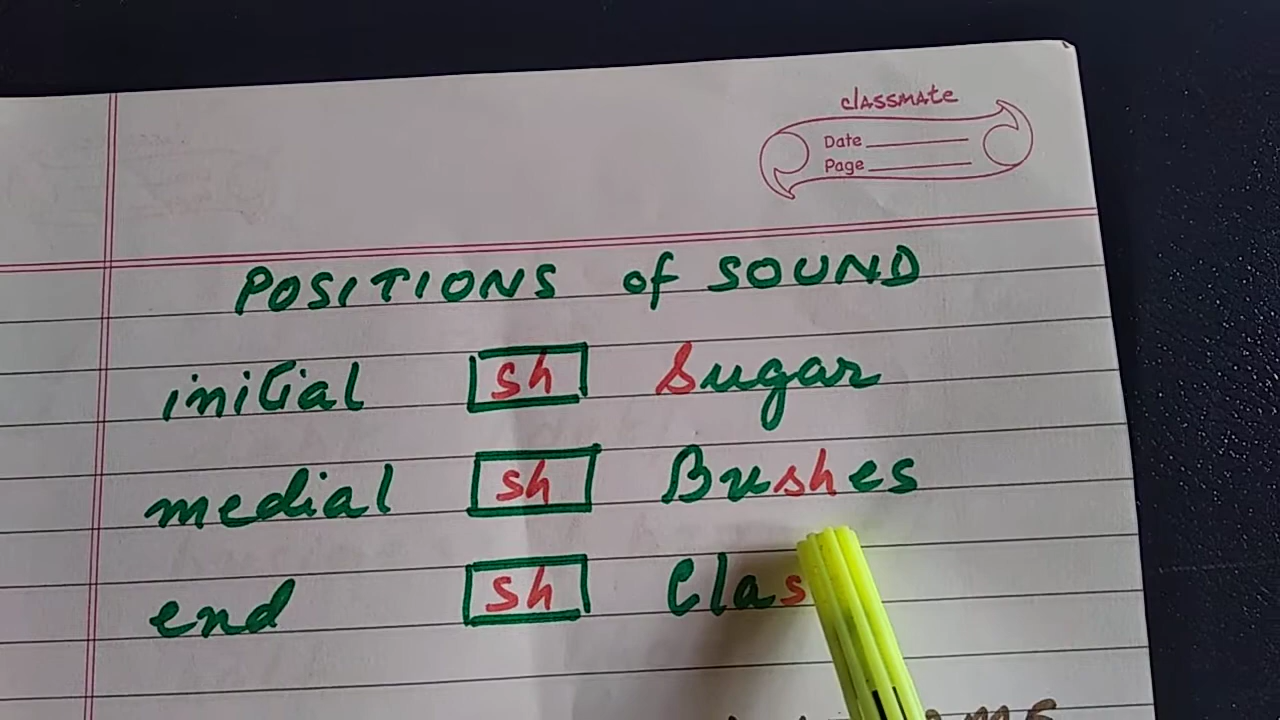 classmate
Date
Page
POSITIONS of SOUND
initial sh Sugar
medial sh Bushes
end sh Clas